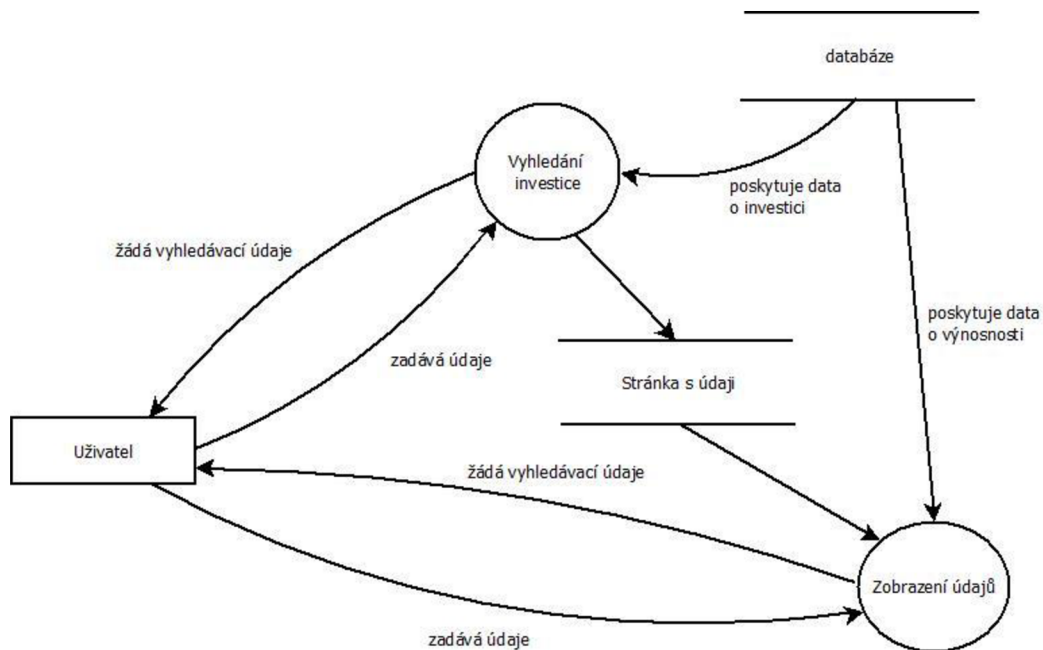 databáze
Vyhledání
investice
poskytuje data
o investici
žádá vyhledávací údaje
poskytuje data
o výnosnosti
zadává údaje
Stránka s údaji
Uživatel
žádá vyhledávací údaje
Zobrazení údajů
zadává údaje